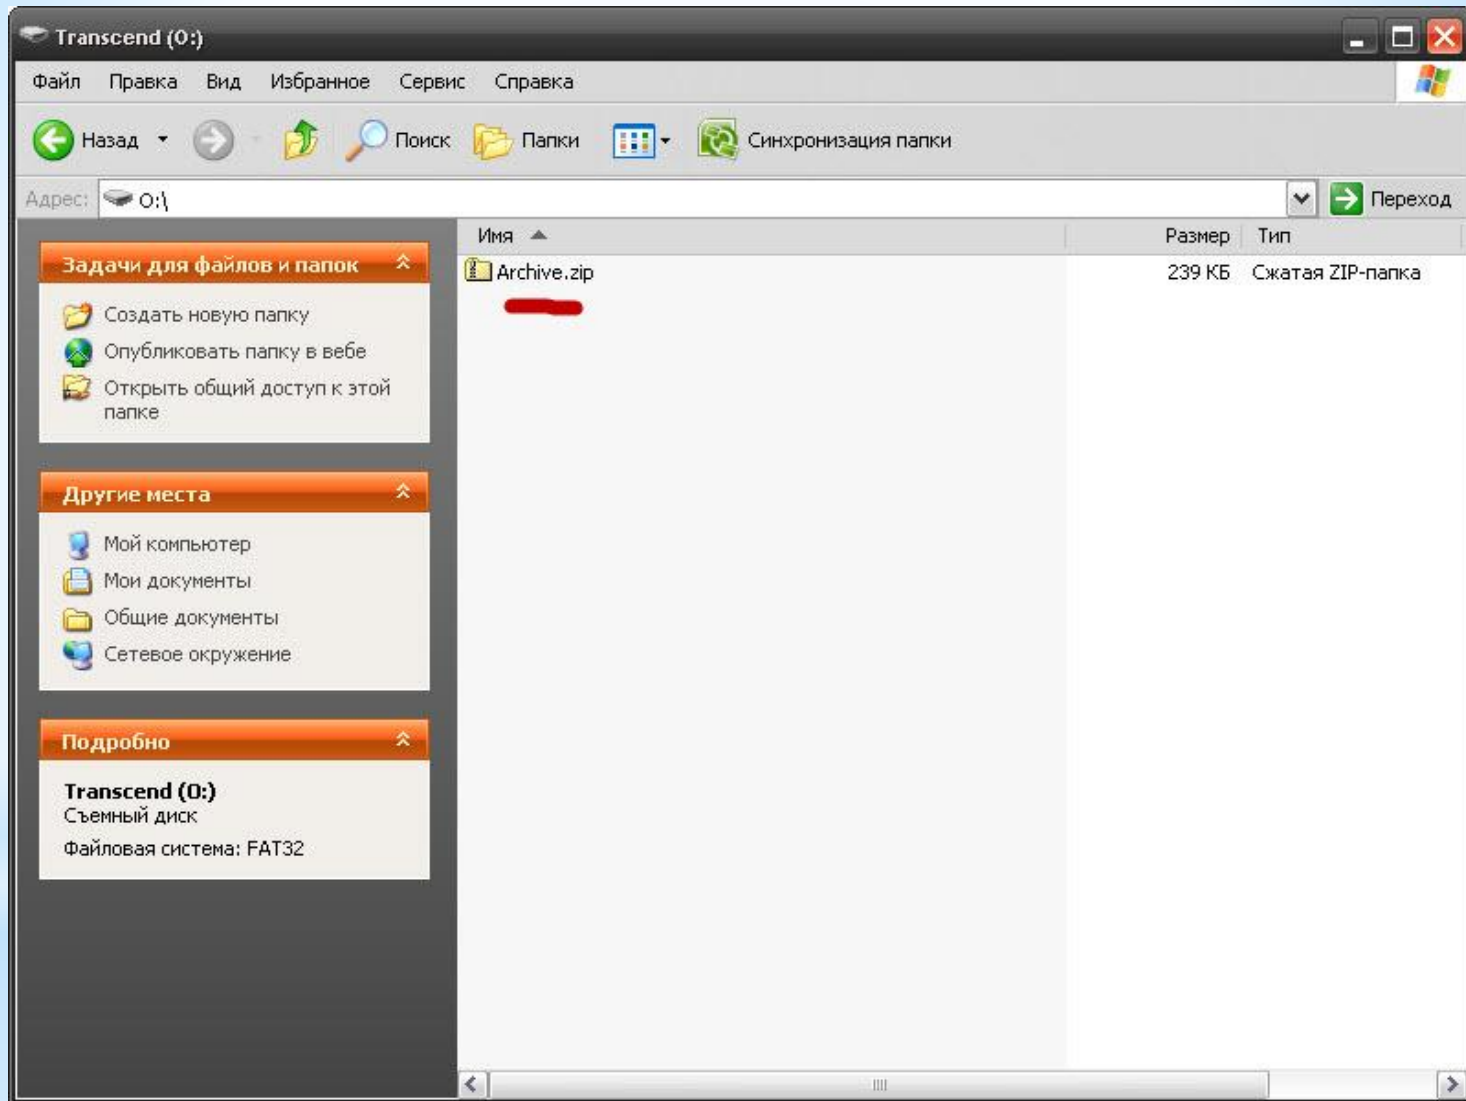 Transcend (O:)
Файл Правка Вид Избранное Сервис Справка
Назад Поиск Папки Синхронизация папки
Адрес: O:\ Переход
Имя Размер Тип
Archive.zip 239 КБ Сжатая ZIP-папка
Задачи для файлов и папок
Создать новую папку
Опубликовать папку в вебе
Открыть общий доступ к этой
папке
Другие места
Мой компьютер
Мои документы
Общие документы
Сетевое окружение
Подробно
Transcend (O:)
Съемный диск
Файловая система: FAT32